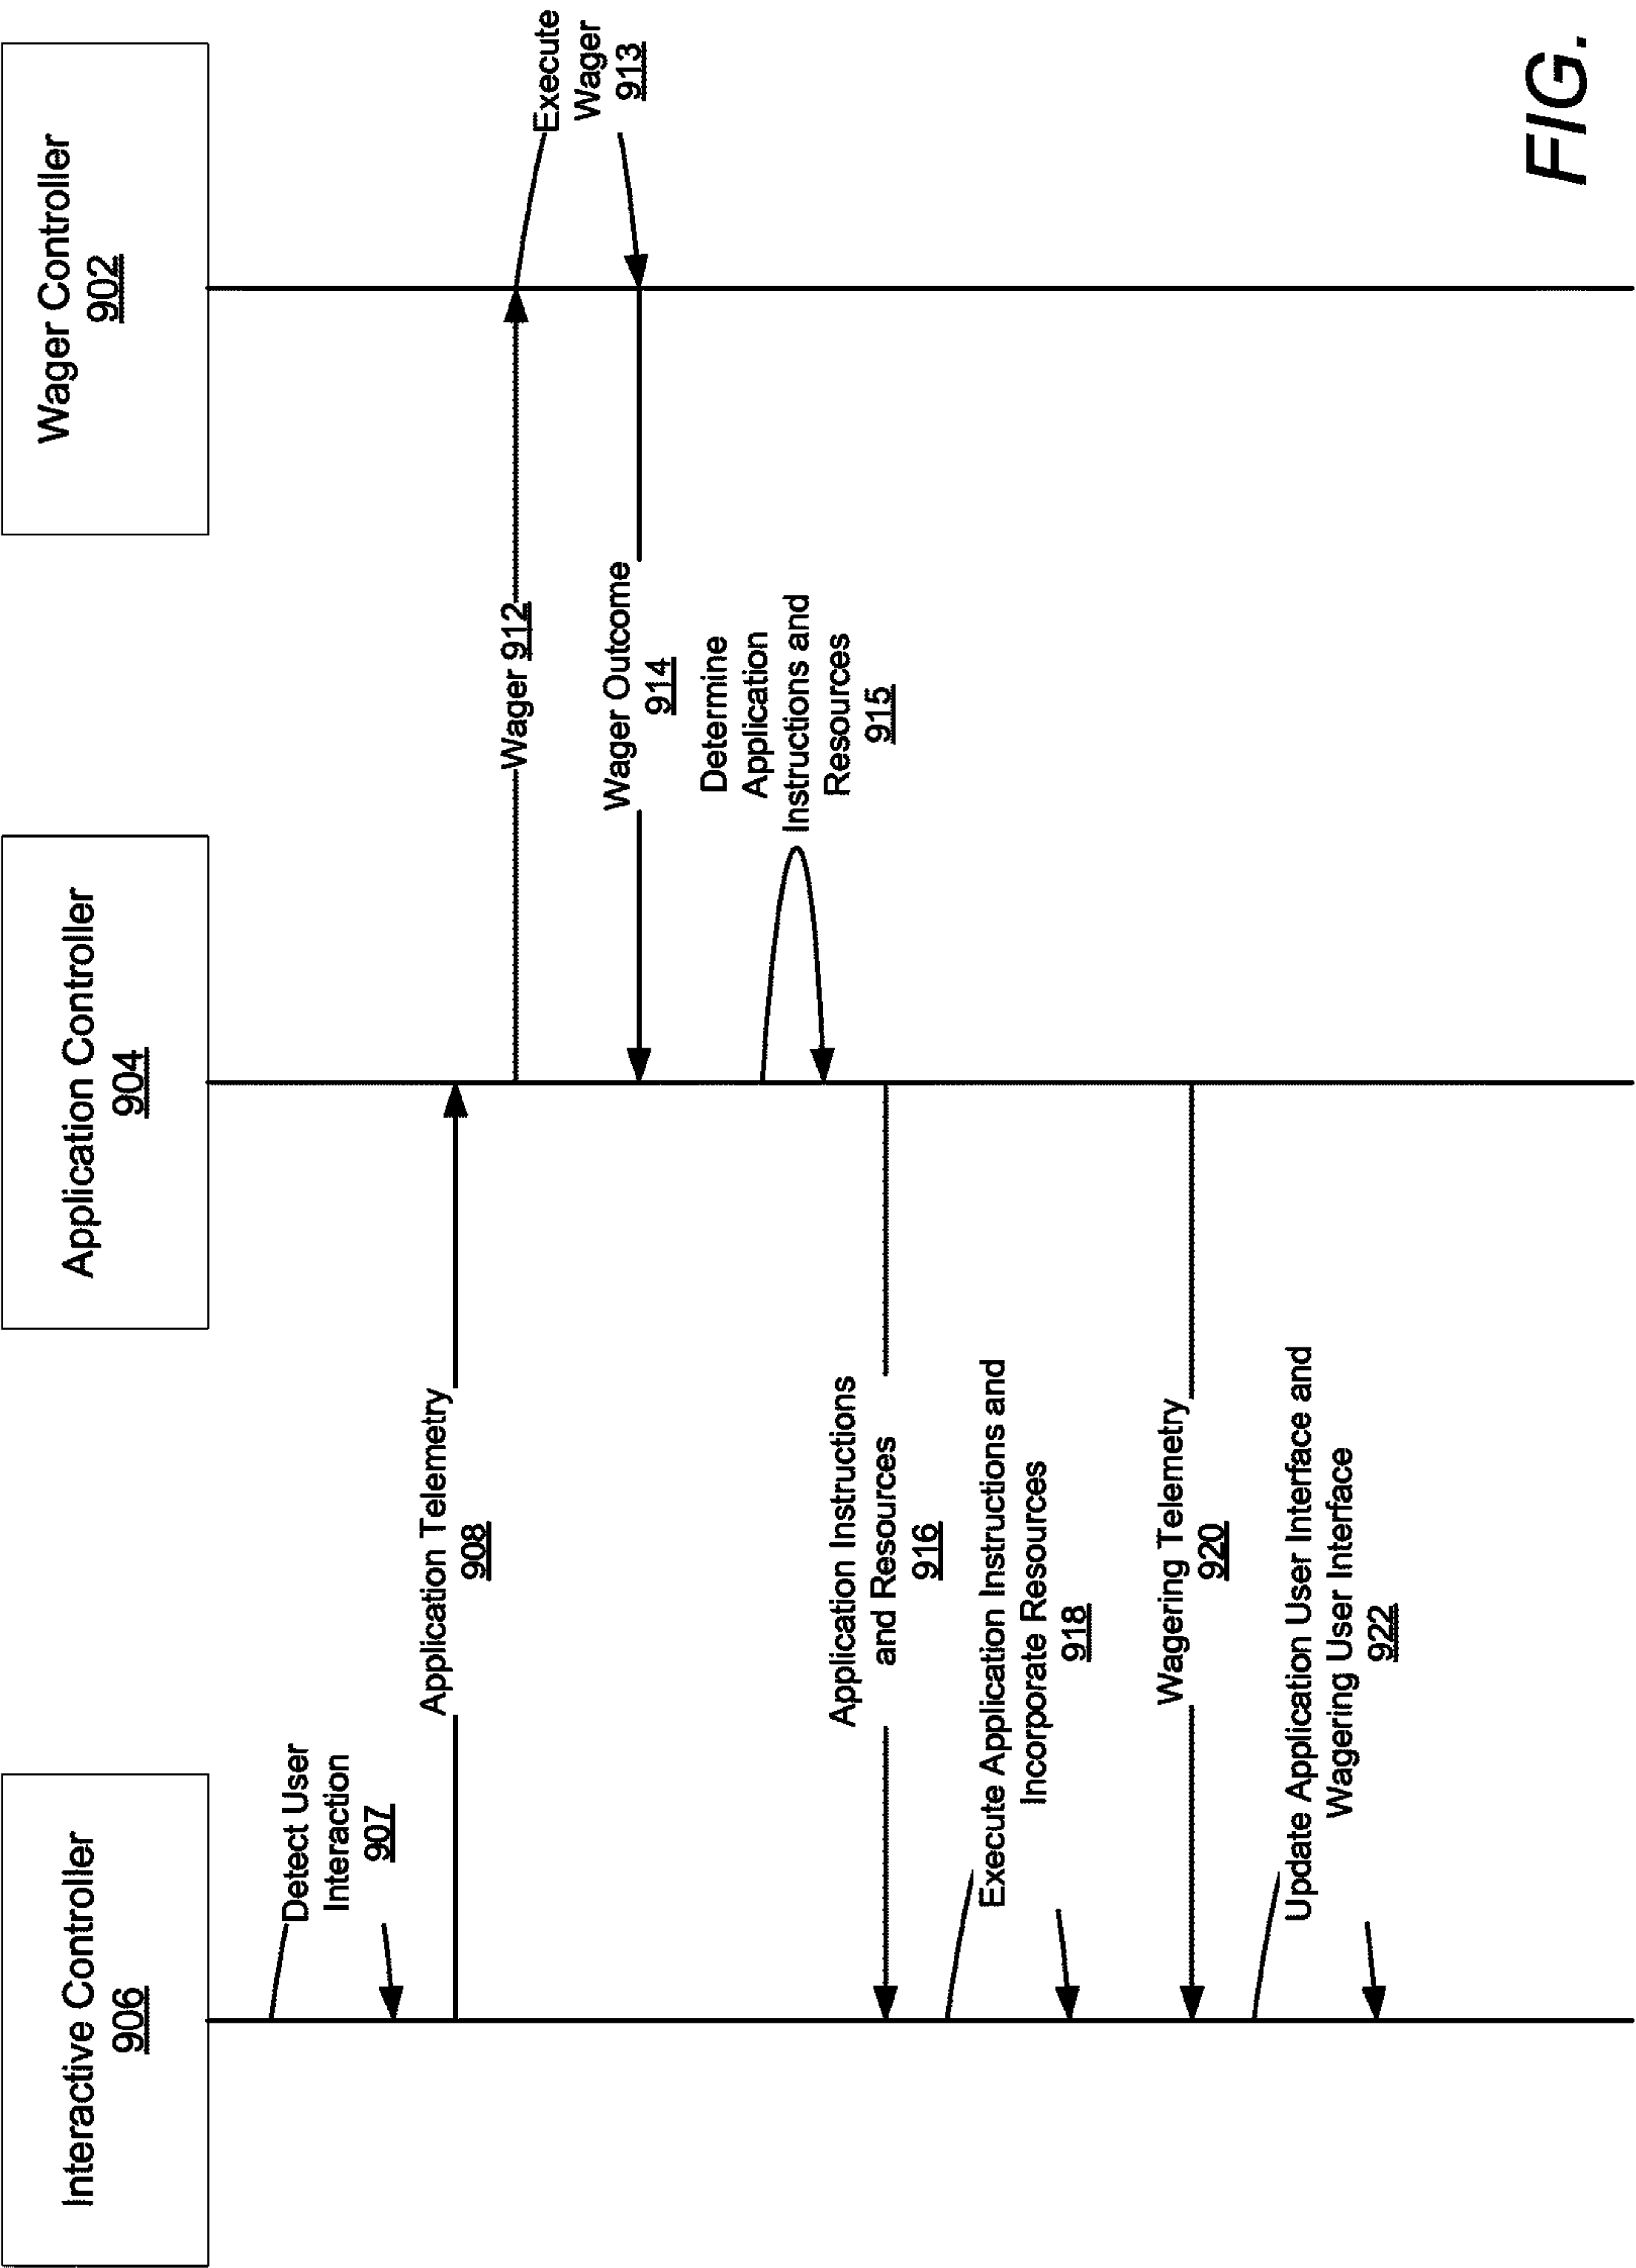 Interactive Controller
906
Application Controller
904
Wager Controller
902
Detect User
Interaction
907
Application Telemetry
908
Wager 912
Execute
Wager
913
Wager Outcome
914
Determine
Application
Instructions and
Resources
915
Application Instructions
and Resources
916
Execute Application Instructions and
Incorporate Resources
918
Wagering Telemetry
920
Update Application User Interface and
Wagering User Interface
922
FIG.